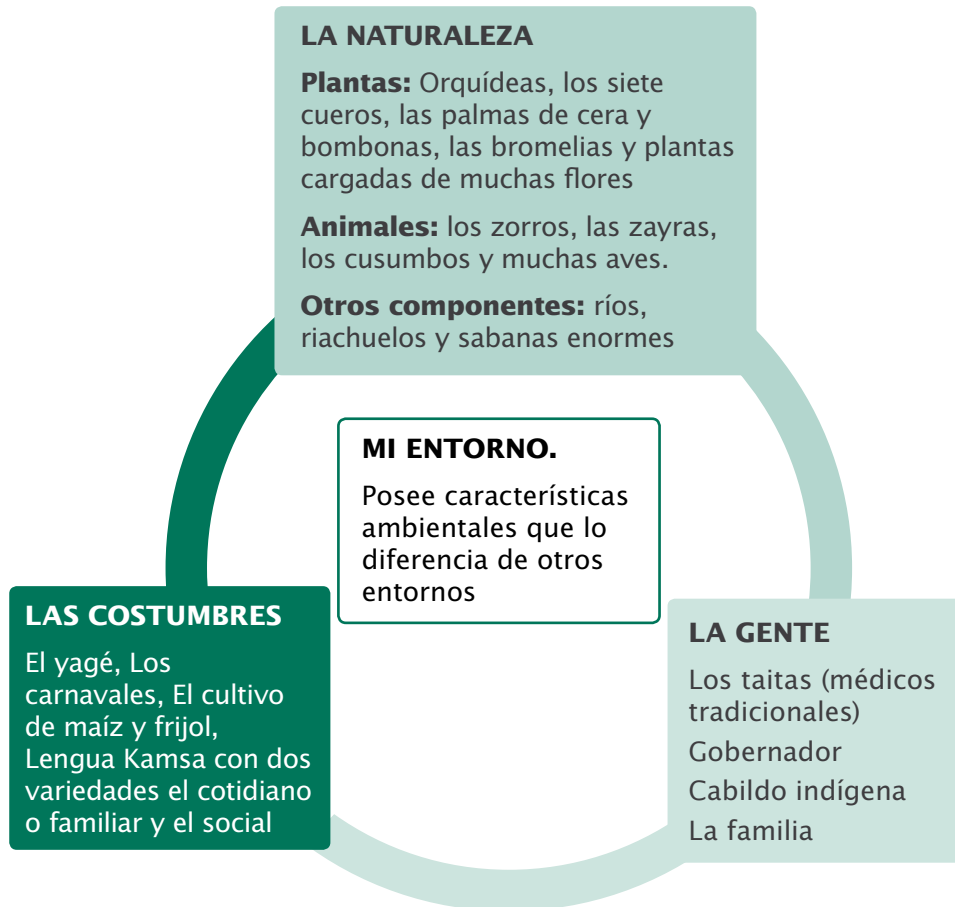 LA NATURALEZA
Plantas: Orquídeas, los siete
cueros, las palmas de cera y
bombonas, las bromelias y plantas
cargadas de muchas flores
Animales: los zorros, las zayras,
los cusumbos y muchas aves.
Otros componentes: ríos,
riachuelos y sabanas enormes
MI ENTORNO.
Posee características
ambientales que lo
diferencia de otros
entornos
LAS COSTUMBRES
El yagé, Los
carnavales, El cultivo
de maíz y frijol,
Lengua Kamsa con dos
variedades el cotidiano
o familiar y el social
LA GENTE
Los taitas (médicos
tradicionales)
Gobernador
Cabildo indígena
La familia